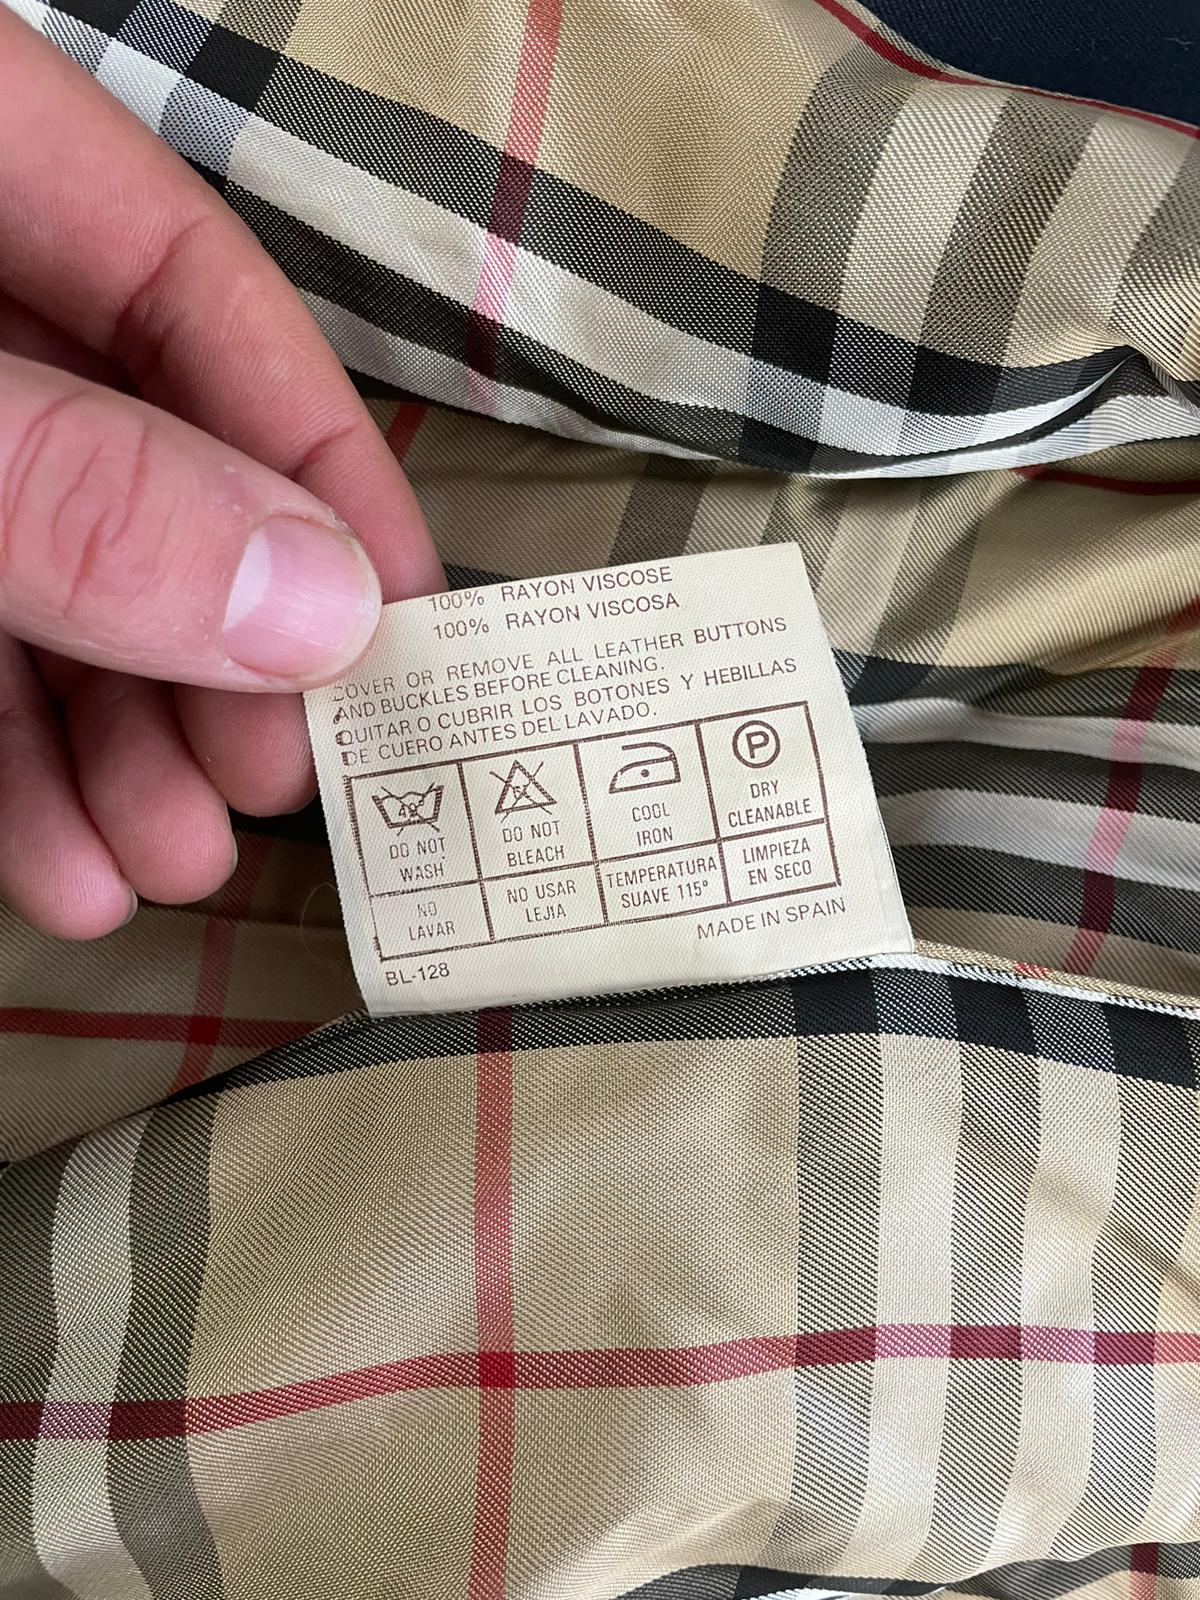 100% RAYON VISCOSE
100% RAYON VISCOSA
COVER OR REMOVE ALL LEATHER BUTTONS
AND BUCKLES BEFORE CLEANING.
QUITAR O CUBRIR LOS BOTONES Y HEBILLAS
DE CUERO ANTES DEL LAVADO.
40
P
DO NOT
WASH
DO NOT
BLEACH
COOL
IRON
DRY
CLEANABLE
NO
LAVAR
NO USAR
LEJIA
TEMPERATURA
SUAVE 115°
LIMPIEZA
EN SECO
MADE IN SPAIN
BL-128